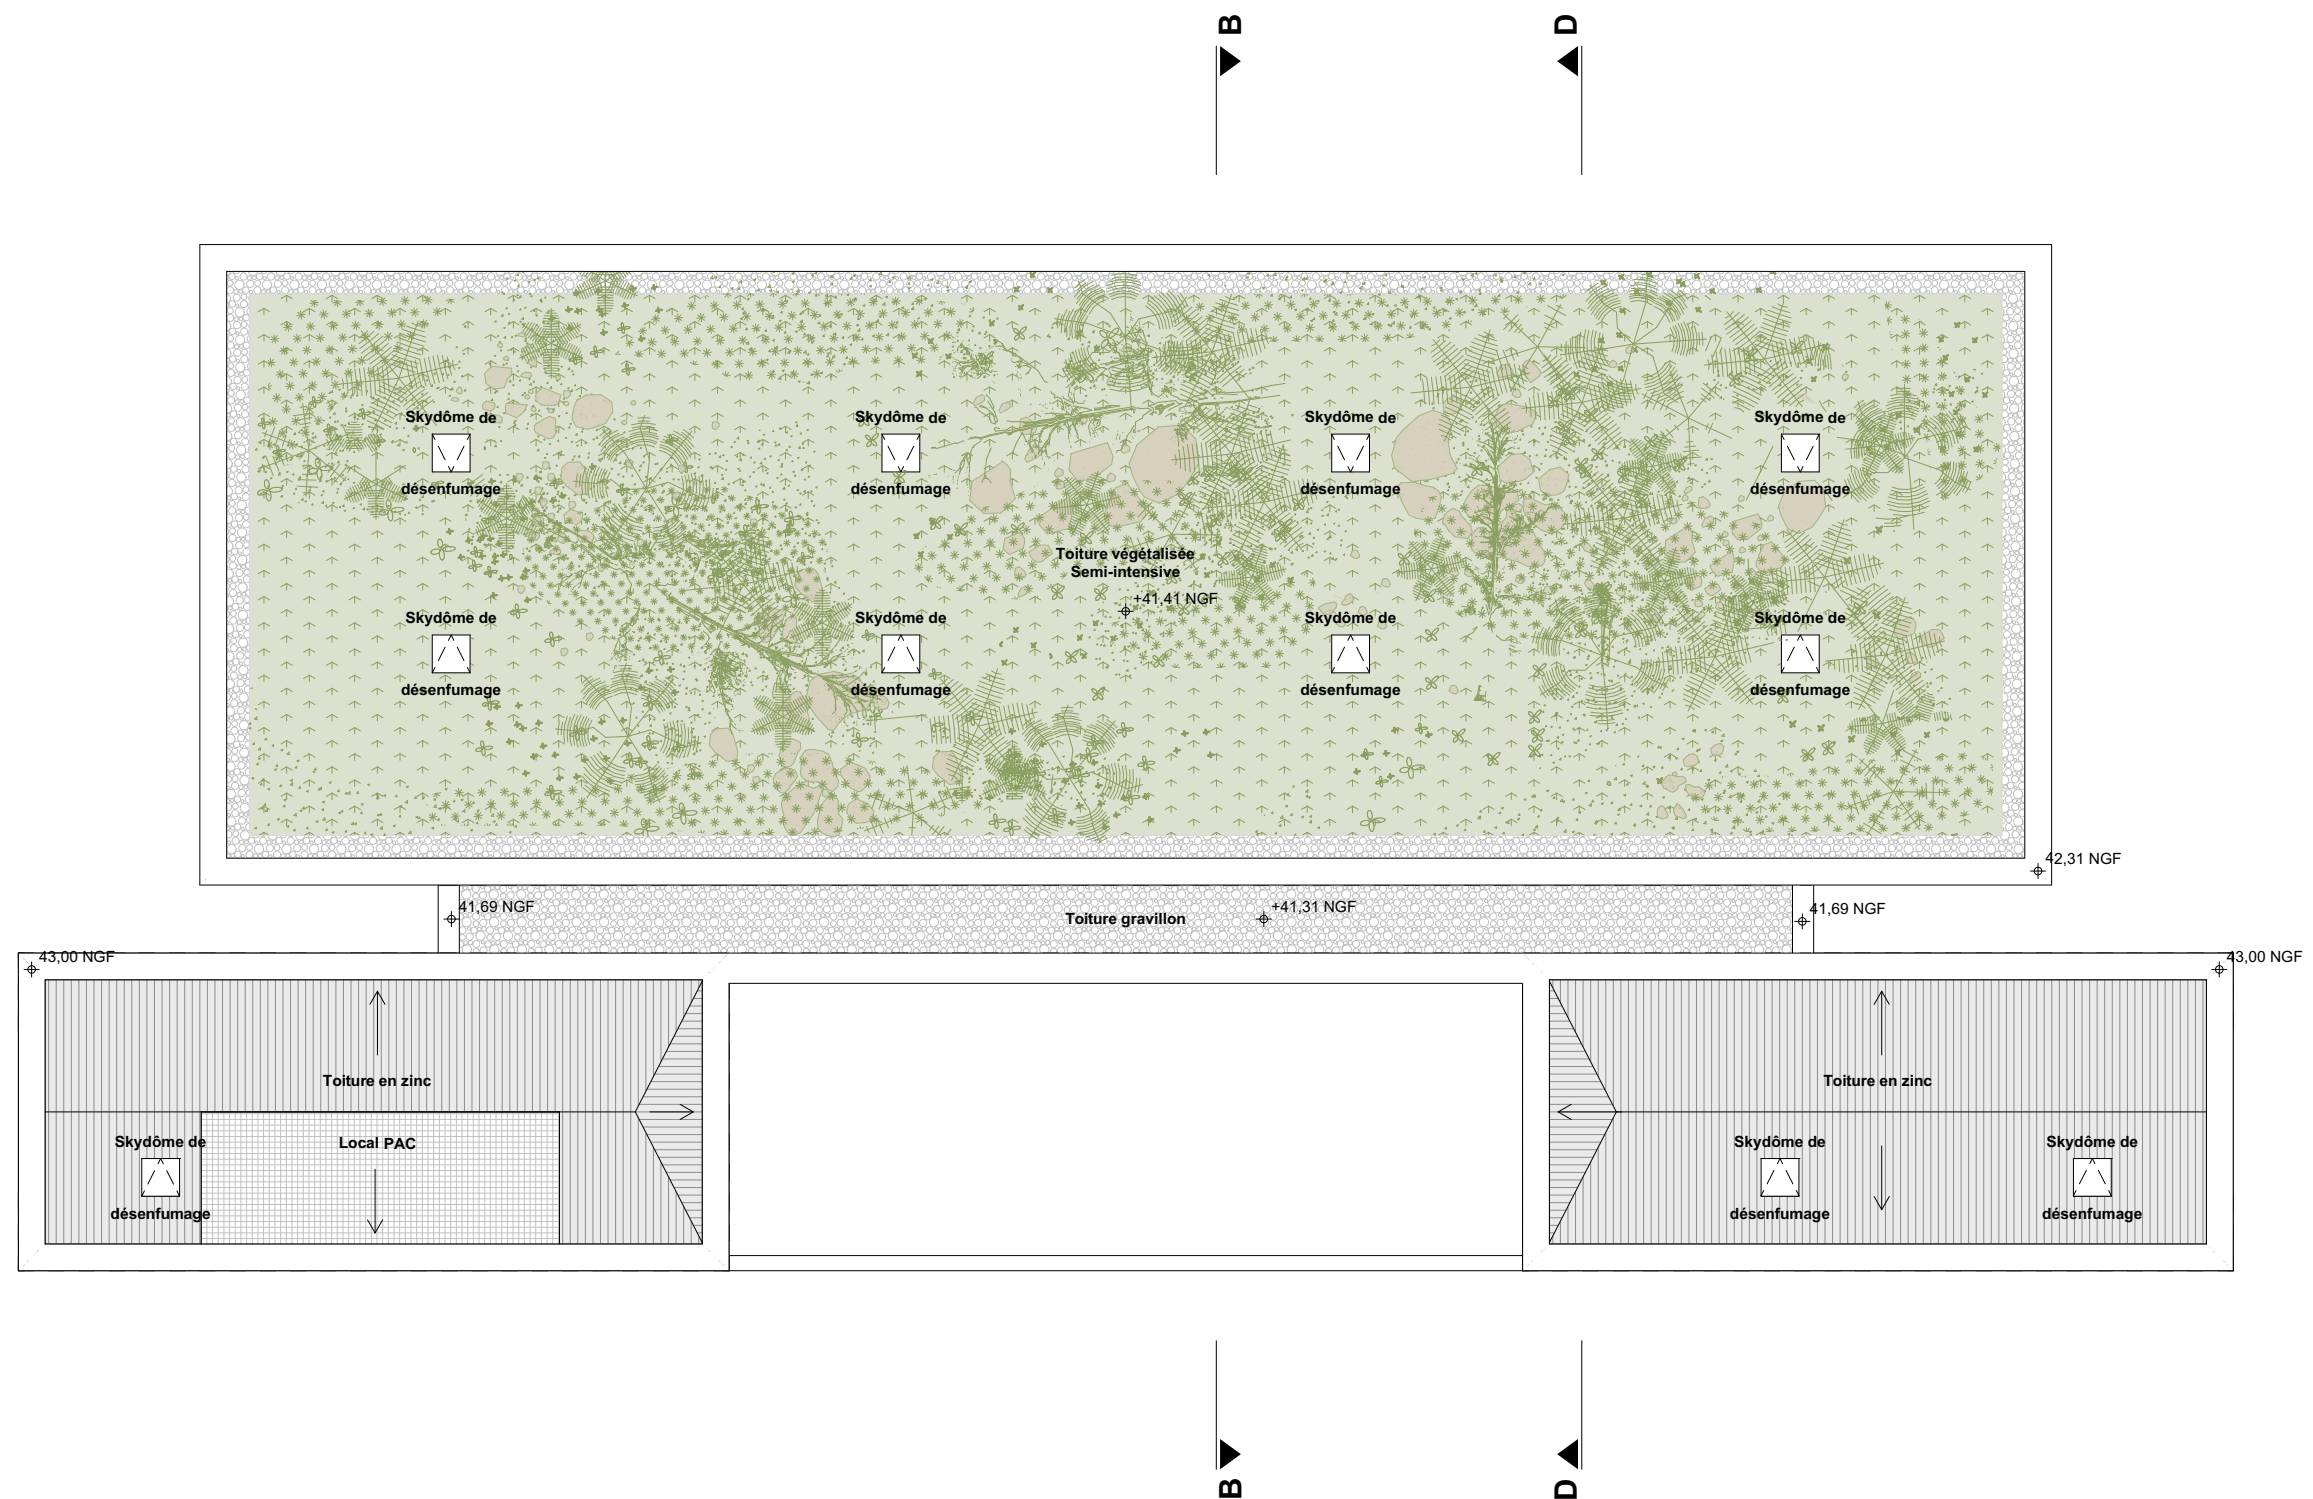 B
D
Skydôme de
désenfumage
Skydôme de
désenfumage
Skydôme de
désenfumage
Skydôme de
désenfumage
Toiture végétalisée
Semi-intensive
+41,41 NGF
Skydôme de
désenfumage
Skydôme de
désenfumage
Skydôme de
désenfumage
Skydôme de
désenfumage
42,31 NGF
41,69 NGF
Toiture gravillon
+41,31 NGF
41,69 NGF
43,00 NGF
43,00 NGF
Toiture en zinc
Toiture en zinc
Skydôme de
désenfumage
Local PAC
Skydôme de
désenfumage
Skydôme de
désenfumage
B
D